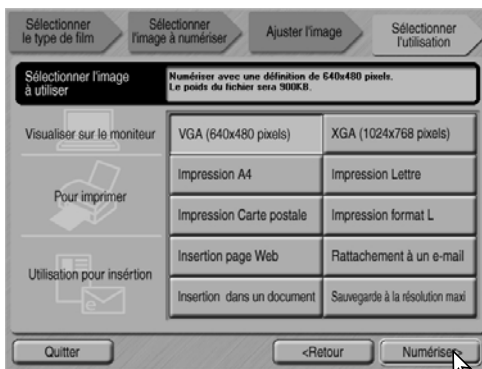 Sélectionner
le type de film
Sélectionner
l'image à numériser
Ajuster l'image
Sélectionner
l'utilisation
Sélectionner l'image
à utiliser
Numériser avec une définition de 640x480 pixels.
Le poids du fichier sera 900KB.
Visualiser sur le moniteur
VGA (640x480 pixels)
XGA (1024x768 pixels)
Pour imprimer
Impression A4
Impression Lettre
Impression Carte postale
Impression format L
Utilisation pour insértion
Insertion page Web
Rattachement à un e-mail
Insertion dans un document
Sauvegarde à la résolution maxi
Quitter
<Retour
Numériser>